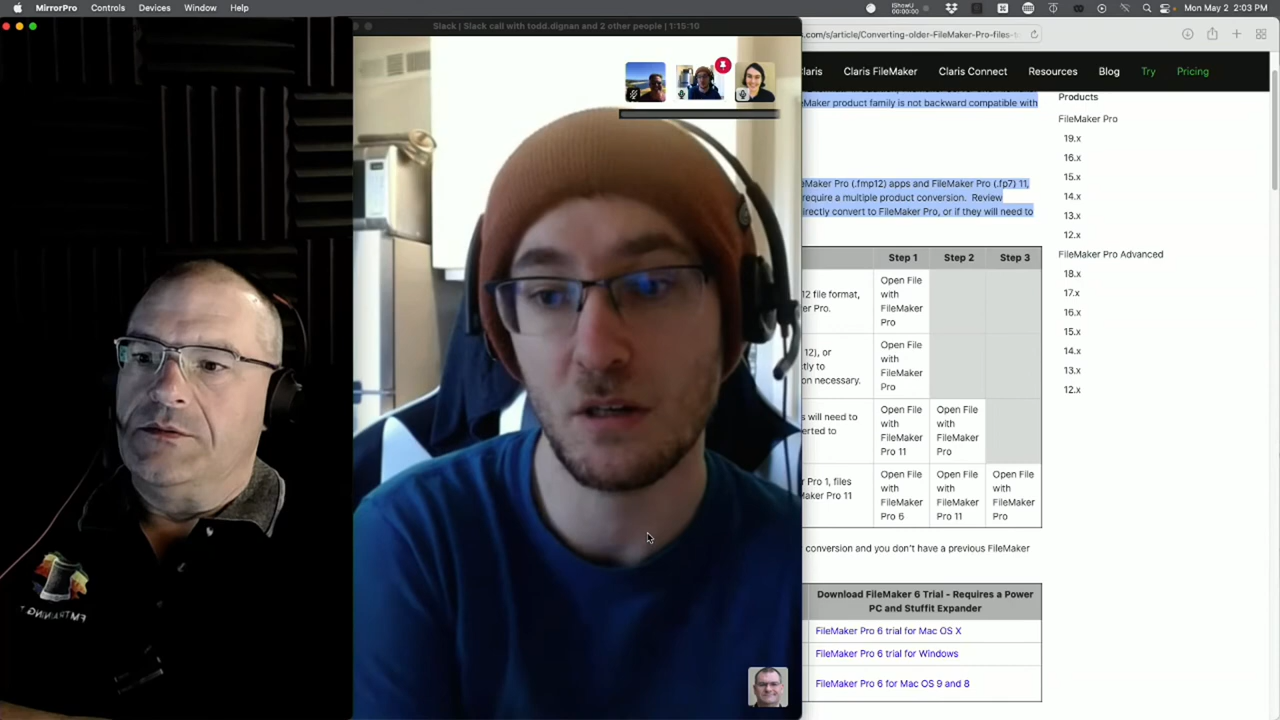 MirrorPro Controls Devices Window Help
iShowU
00:00:00
Mon May 2 2:03 PM
Slack | Slack call with todd.dignan and 2 other people | 1:15:10
om/s/article/Converting-older-FileMaker-Pro-files-to
Claris
Claris FileMaker
Claris Connect
Resources
Blog
Try
Pricing
leMaker product family is not backward compatible with
leMaker Pro (.fmp12) apps and FileMaker Pro (.fp7) 11,
require a multiple product conversion. Review
irectly convert to FileMaker Pro, or if they will need to
Step 1
Step 2
Step 3
12 file format,
ker Pro.
Open File
with
FileMaker
Pro
12), or
tly to
on necessary.
Open File
with
FileMaker
Pro
s will need to
erted to
Open File
with
FileMaker
Pro 11
Open File
with
FileMaker
Pro
r Pro 1, files
Maker Pro 11
Open File
with
FileMaker
Pro 6
Open File
with
FileMaker
Pro 11
Open File
with
FileMaker
Pro
conversion and you don't have a previous FileMaker
Download FileMaker 6 Trial - Requires a Power
PC and Stuffit Expander
FileMaker Pro 6 trial for Mac OS X
FileMaker Pro 6 trial for Windows
FileMaker Pro 6 for Mac OS 9 and 8
Products
FileMaker Pro
19.x
16.x
15.x
14.x
13.x
12.x
FileMaker Pro Advanced
18.x
17.x
16.x
15.x
14.x
13.x
12.x